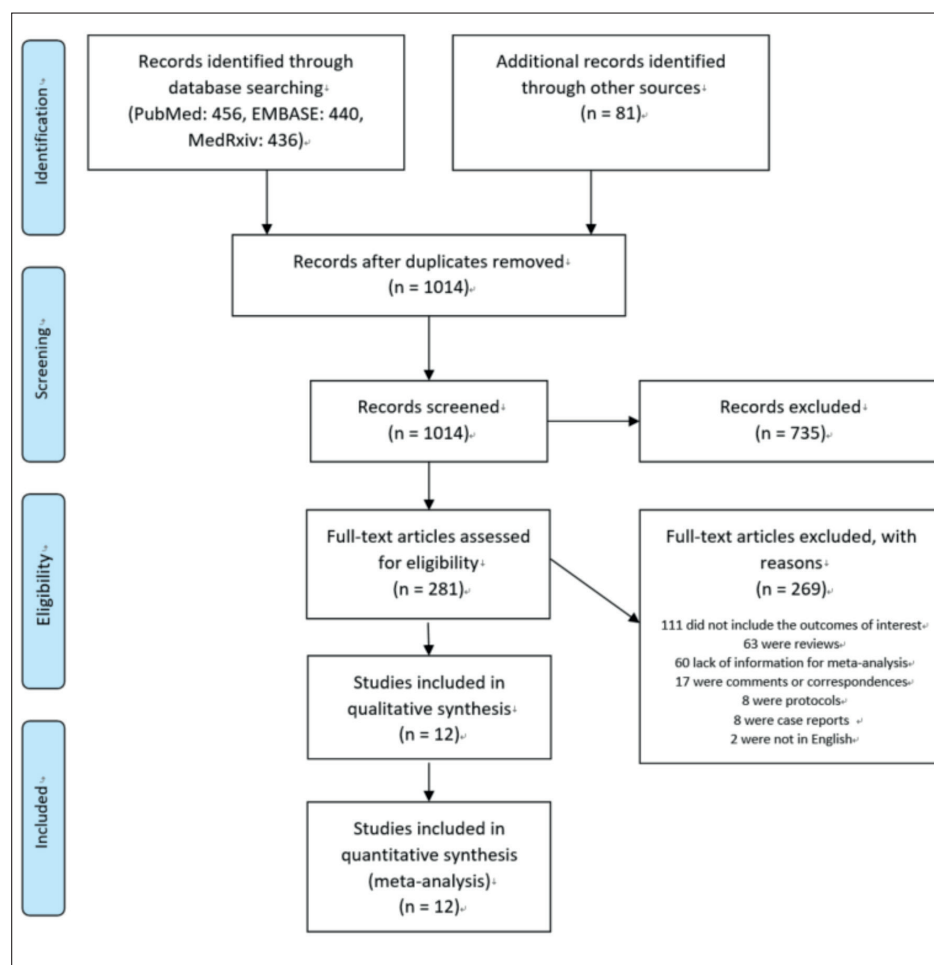 Identification
Records identified through
database searching
(PubMed: 456, EMBASE: 440,
MedRxiv: 436)
Additional records identified
through other sources
(n = 81)
Records after duplicates removed
(n = 1014)
Screening
Records screened
(n = 1014)
Records excluded
(n = 735)
Eligibility
Full-text articles assessed
for eligibility
(n = 281)
Full-text articles excluded, with
reasons
(n = 269)
111 did not include the outcomes of interest
63 were reviews
60 lack of information for meta-analysis
17 were comments or correspondences
8 were protocols
8 were case reports
2 were not in English
Studies included in
qualitative synthesis
(n = 12)
Included
Studies included in
quantitative synthesis
(meta-analysis)
(n = 12)